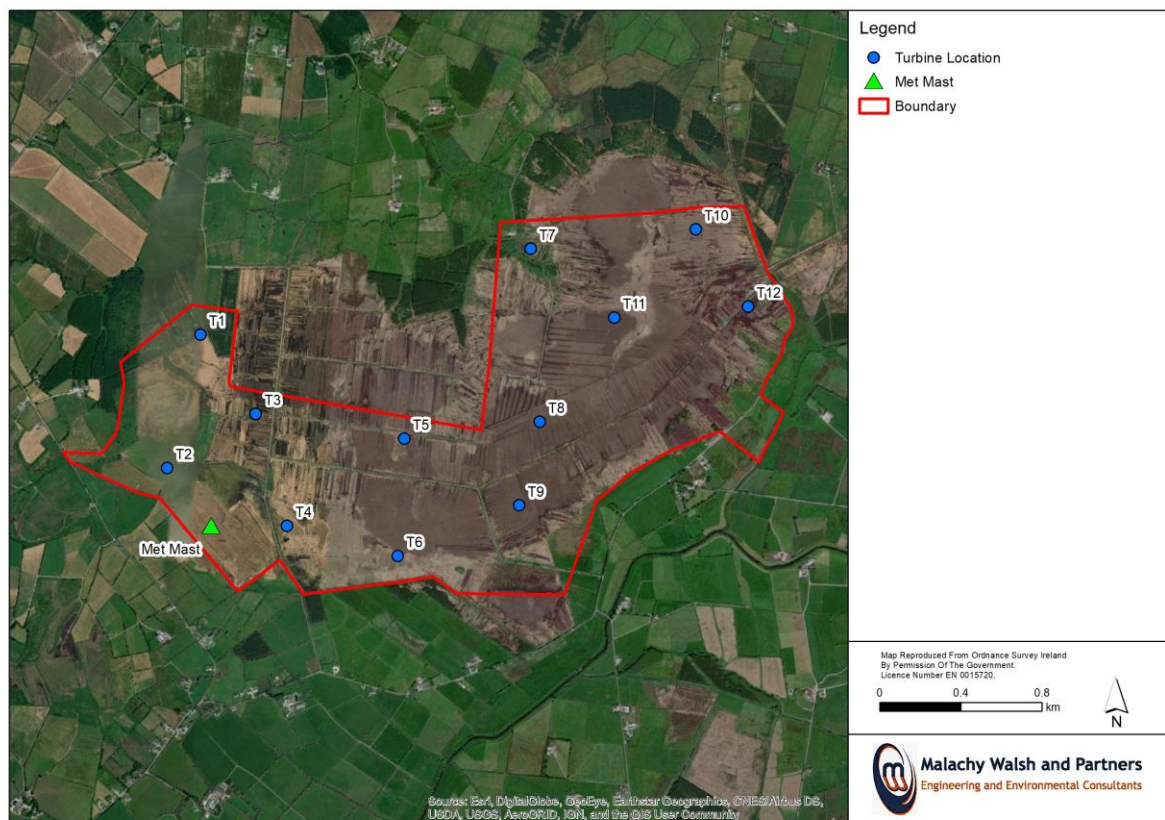 Legend
Turbine Location
Met Mast
Boundary
T10
T7
T12
T11
T1
T3
T8
T5
T2
T9
T4
Met Mast
T6
Map Reproduced From Ordnance Survey Ireland
By Permission Of The Government.
Licence Number EN 0015720.
0 0.4 0.8
km
N
Malachy Walsh and Partners
Engineering and Environmental Consultants
Source: Esri, DigitalGlobe, GeoEye, Earthstar Geographics, CNES/Airbus DS,
USDA, USGS, AeroGRID, IGN, and the GIS User Community